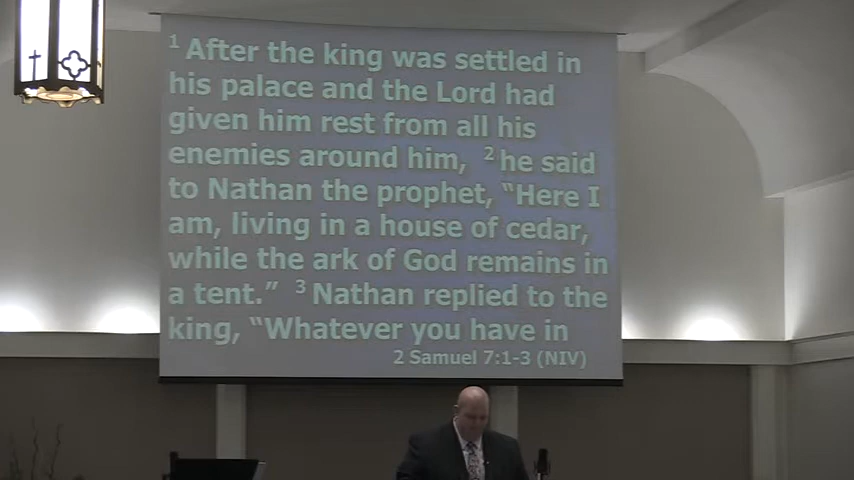 1 After the king was settled in
his palace and the Lord had
given him rest from all his
enemies around him, 2 he said
to Nathan the prophet, “Here I
am, living in a house of cedar,
while the ark of God remains in
a tent.” 3 Nathan replied to the
king, “Whatever you have in
2 Samuel 7:1-3 (NIV)